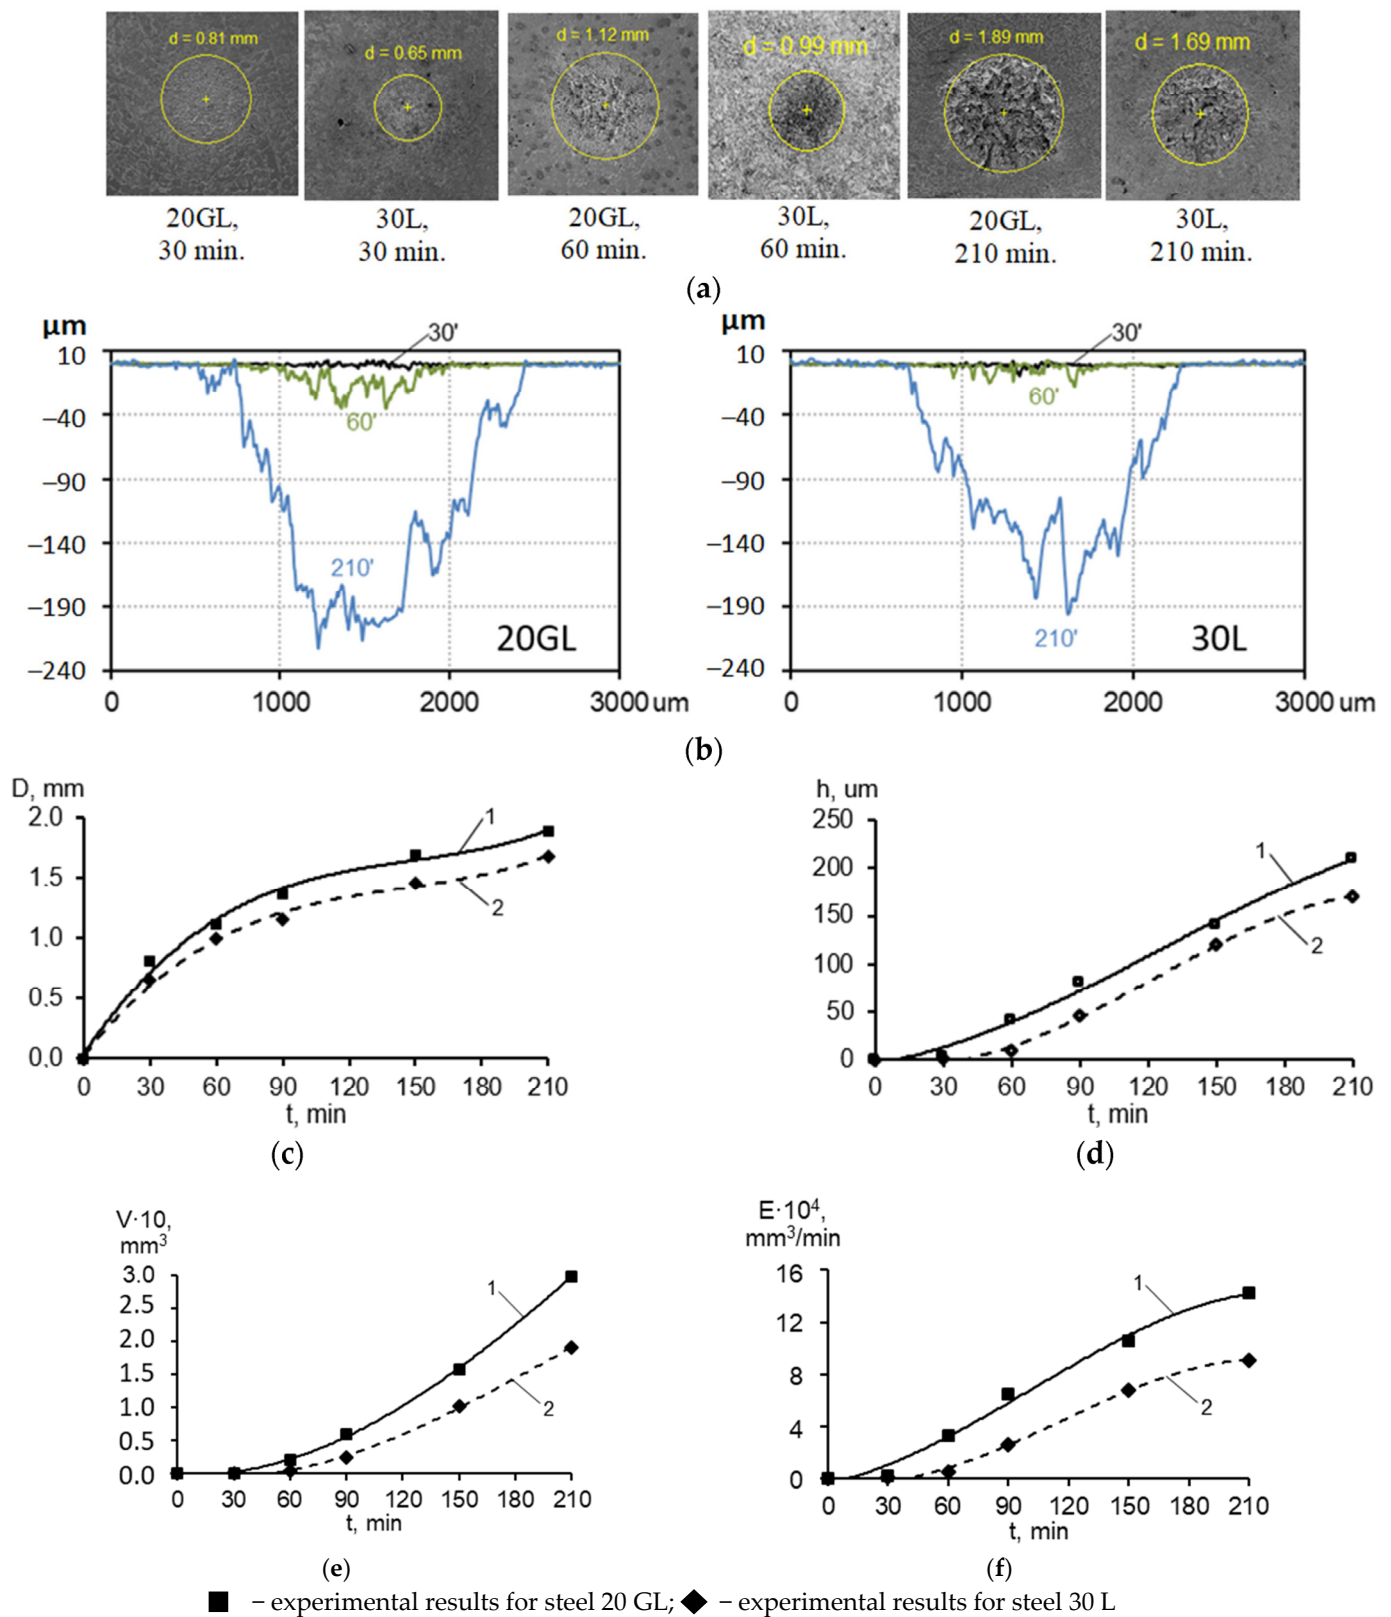 d = 0.81 mm
d = 0.65 mm
d = 1.12 mm
d = 0.99 mm
d = 1.89 mm
d = 1.69 mm
20GL,
30 min.
30L,
30 min.
20GL,
60 min.
30L,
60 min.
20GL,
210 min.
30L,
210 min.
(a)
µm
10
−40
−90
−140
−190
−240
30'
60'
210'
20GL
0
1000
2000
3000 um
µm
10
−40
−90
−140
−190
−240
30'
60'
210'
30L
0
1000
2000
3000 um
(b)
D, mm
2.0
1.5
1.0
0.5
0.0
1
2
0 30 60 90 120 150 180 210
t, min
(c)
h, um
250
200
150
100
50
0
1
2
0 30 60 90 120 150 180 210
t, min
(d)
V·10,
mm³
3.0
2.5
2.0
1.5
1.0
0.5
0.0
1
2
0 30 60 90 120 150 180 210
t, min
(e)
E·10⁴,
mm³/min
16
12
8
4
0
1
2
0 30 60 90 120 150 180 210
t, min
(f)
■ − experimental results for steel 20 GL; ◆ − experimental results for steel 30 L